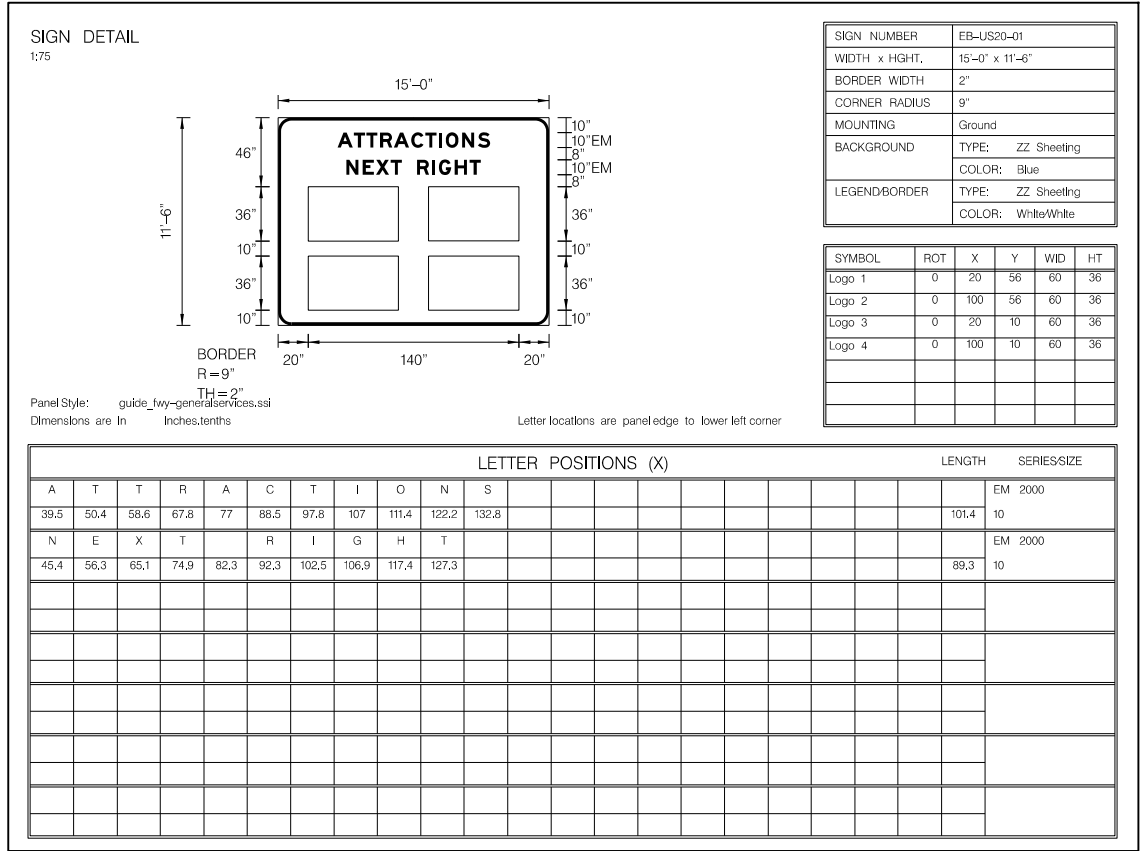 SIGN DETAIL
1:75
15'–0"
ATTRACTIONS
NEXT RIGHT
11'–6"
46"
36"
10"
36"
10"
10"
10"EM
8"
10"EM
8"
36"
10"
36"
10"
20" 140" 20"
BORDER
R=9"
TH=2"
Panel Style: guide_fwy-generalservices.ssi
Dimensions are in inches.tenths
Letter locations are panel edge to lower left corner
SIGN NUMBER EB–US20–01
WIDTH x HGHT. 15'–0" x 11'–6"
BORDER WIDTH 2"
CORNER RADIUS 9"
MOUNTING Ground
BACKGROUND TYPE: ZZ Sheeting
COLOR: Blue
LEGEND/BORDER TYPE: ZZ Sheeting
COLOR: White/White
SYMBOL ROT X Y WID HT
Logo 1 0 20 56 60 36
Logo 2 0 100 56 60 36
Logo 3 0 20 10 60 36
Logo 4 0 100 10 60 36
LETTER POSITIONS (X) LENGTH SERIES/SIZE
A T T R A C T I O N S EM 2000
39.5 50.4 58.6 67.8 77 88.5 97.8 107 111.4 122.2 132.8 101.4 10
N E X T R I G H T EM 2000
45.4 56.3 65.1 74.9 82.3 92.3 102.5 106.9 117.4 127.3 89.3 10